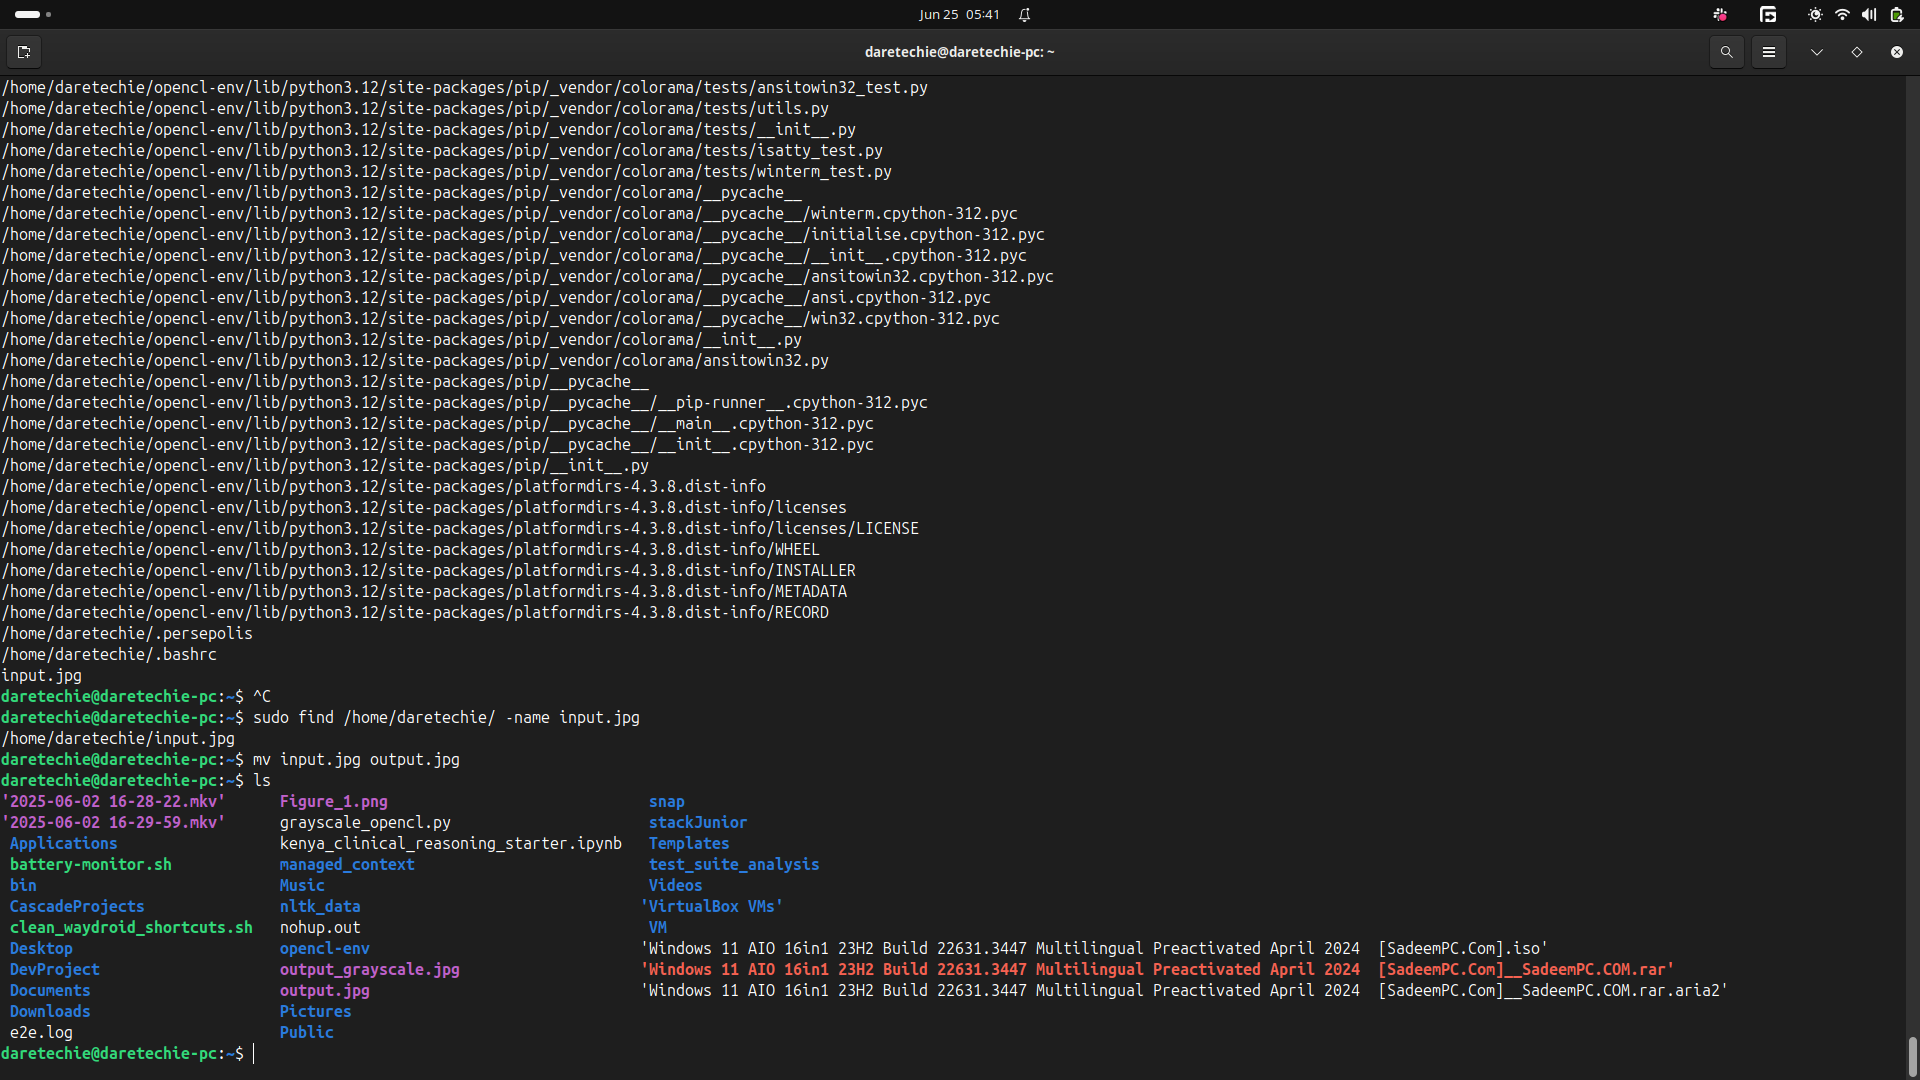 Jun 25 05:41
daretechie@daretechie-pc: ~
/home/daretechie/opencl-env/lib/python3.12/site-packages/pip/_vendor/colorama/tests/ansitowin32_test.py
/home/daretechie/opencl-env/lib/python3.12/site-packages/pip/_vendor/colorama/tests/utils.py
/home/daretechie/opencl-env/lib/python3.12/site-packages/pip/_vendor/colorama/tests/__init__.py
/home/daretechie/opencl-env/lib/python3.12/site-packages/pip/_vendor/colorama/tests/isatty_test.py
/home/daretechie/opencl-env/lib/python3.12/site-packages/pip/_vendor/colorama/tests/winterm_test.py
/home/daretechie/opencl-env/lib/python3.12/site-packages/pip/_vendor/colorama/__pycache__
/home/daretechie/opencl-env/lib/python3.12/site-packages/pip/_vendor/colorama/__pycache__/winterm.cpython-312.pyc
/home/daretechie/opencl-env/lib/python3.12/site-packages/pip/_vendor/colorama/__pycache__/initialise.cpython-312.pyc
/home/daretechie/opencl-env/lib/python3.12/site-packages/pip/_vendor/colorama/__pycache__/__init__.cpython-312.pyc
/home/daretechie/opencl-env/lib/python3.12/site-packages/pip/_vendor/colorama/__pycache__/ansitowin32.cpython-312.pyc
/home/daretechie/opencl-env/lib/python3.12/site-packages/pip/_vendor/colorama/__pycache__/ansi.cpython-312.pyc
/home/daretechie/opencl-env/lib/python3.12/site-packages/pip/_vendor/colorama/__pycache__/win32.cpython-312.pyc
/home/daretechie/opencl-env/lib/python3.12/site-packages/pip/_vendor/colorama/__init__.py
/home/daretechie/opencl-env/lib/python3.12/site-packages/pip/_vendor/colorama/ansitowin32.py
/home/daretechie/opencl-env/lib/python3.12/site-packages/pip/__pycache__
/home/daretechie/opencl-env/lib/python3.12/site-packages/pip/__pycache__/__pip-runner__.cpython-312.pyc
/home/daretechie/opencl-env/lib/python3.12/site-packages/pip/__pycache__/__main__.cpython-312.pyc
/home/daretechie/opencl-env/lib/python3.12/site-packages/pip/__pycache__/__init__.cpython-312.pyc
/home/daretechie/opencl-env/lib/python3.12/site-packages/pip/__init__.py
/home/daretechie/opencl-env/lib/python3.12/site-packages/platformdirs-4.3.8.dist-info
/home/daretechie/opencl-env/lib/python3.12/site-packages/platformdirs-4.3.8.dist-info/licenses
/home/daretechie/opencl-env/lib/python3.12/site-packages/platformdirs-4.3.8.dist-info/licenses/LICENSE
/home/daretechie/opencl-env/lib/python3.12/site-packages/platformdirs-4.3.8.dist-info/WHEEL
/home/daretechie/opencl-env/lib/python3.12/site-packages/platformdirs-4.3.8.dist-info/INSTALLER
/home/daretechie/opencl-env/lib/python3.12/site-packages/platformdirs-4.3.8.dist-info/METADATA
/home/daretechie/opencl-env/lib/python3.12/site-packages/platformdirs-4.3.8.dist-info/RECORD
/home/daretechie/.persepolis
/home/daretechie/.bashrc
input.jpg
daretechie@daretechie-pc:~$ ^C
daretechie@daretechie-pc:~$ sudo find /home/daretechie/ -name input.jpg
/home/daretechie/input.jpg
daretechie@daretechie-pc:~$ mv input.jpg output.jpg
daretechie@daretechie-pc:~$ ls
'2025-06-02 16-28-22.mkv' Figure_1.png snap
'2025-06-02 16-29-59.mkv' grayscale_opencl.py stackJunior
Applications kenya_clinical_reasoning_starter.ipynb Templates
battery-monitor.sh managed_context test_suite_analysis
bin Music Videos
CascadeProjects nltk_data 'VirtualBox VMs'
clean_waydroid_shortcuts.sh nohup.out VM
Desktop opencl-env 'Windows 11 AIO 16in1 23H2 Build 22631.3447 Multilingual Preactivated April 2024  [SadeemPC.Com].iso'
DevProject output_grayscale.jpg 'Windows 11 AIO 16in1 23H2 Build 22631.3447 Multilingual Preactivated April 2024  [SadeemPC.Com]__SadeemPC.COM.rar'
Documents output.jpg 'Windows 11 AIO 16in1 23H2 Build 22631.3447 Multilingual Preactivated April 2024  [SadeemPC.Com]__SadeemPC.COM.rar.aria2'
Downloads Pictures
e2e.log Public
daretechie@daretechie-pc:~$